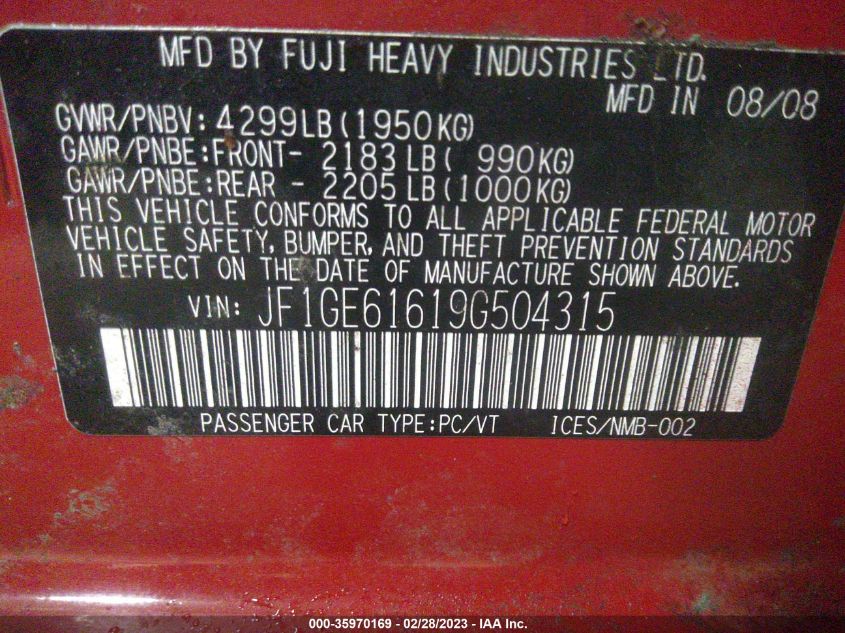 MFD BY FUJI HEAVY INDUSTRIES LTD.
MFD IN 08/08
GVWR/PNBV: 4299LB(1950KG)
GAWR/PNBE:FRONT- 2183LB( 990KG)
GAWR/PNBE:REAR - 2205LB(1000KG)
THIS VEHICLE CONFORMS TO ALL APPLICABLE FEDERAL MOTOR
VEHICLE SAFETY, BUMPER, AND THEFT PREVENTION STANDARDS
IN EFFECT ON THE DATE OF MANUFACTURE SHOWN ABOVE.
VIN: JF1GE61619G504315
PASSENGER CAR TYPE:PC/VT ICES/NMB-002
000-35970169 - 02/28/2023 - IAA Inc.